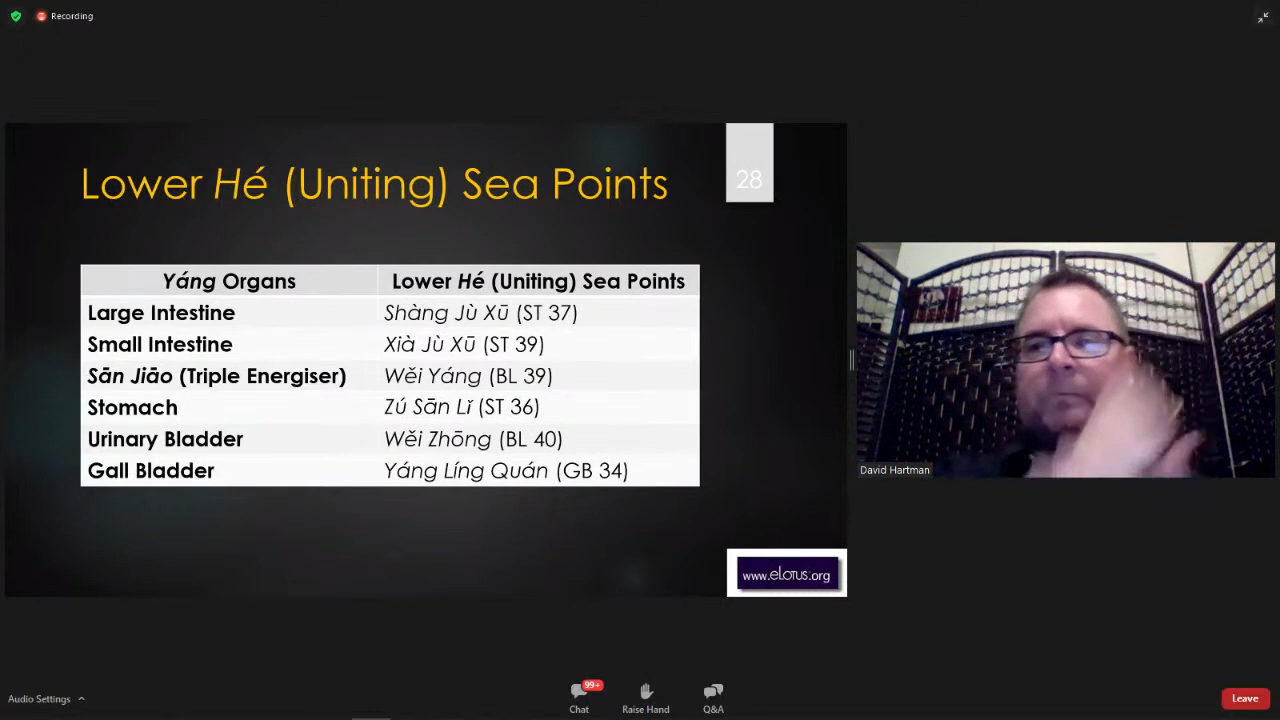 Recording
Lower Hé (Uniting) Sea Points
28
Yáng Organs Lower Hé (Uniting) Sea Points
Large Intestine Shàng Jù Xū (ST 37)
Small Intestine Xià Jù Xū (ST 39)
Sān Jiāo (Triple Energiser) Wěi Yáng (BL 39)
Stomach Zú Sān Lǐ (ST 36)
Urinary Bladder Wěi Zhōng (BL 40)
Gall Bladder Yáng Líng Quán (GB 34)
www.eLotus.org
David Hartman
Audio Settings
99+
Chat Raise Hand Q&A
Leave